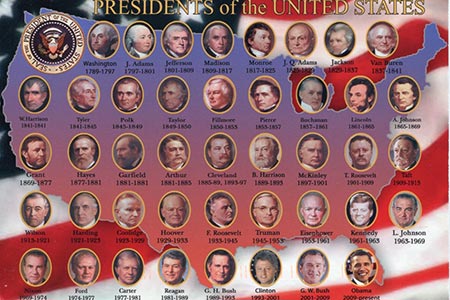 PRESIDENTS of the UNITED STATES
Washington J. Adams Jefferson Madison Monroe J. Q. Adams Jackson Van Buren
1789-1797 1797-1801 1801-1809 1809-1817 1817-1825 1825-1829 1829-1837 1837-1841
W.Harrison Tyler Polk Taylor Fillmore Pierce Buchanan Lincoln A. Johnson
1841-1841 1841-1845 1845-1849 1849-1850 1850-1853 1853-1857 1857-1861 1861-1865 1865-1869
Grant Hayes Garfield Arthur Cleveland B. Harrison McKinley T. Roosevelt Taft
1869-1877 1877-1881 1881-1881 1881-1885 1885-89, 1893-97 1889-1893 1897-1901 1901-1909 1909-1913
Wilson Harding Coolidge Hoover F. Roosevelt Truman Eisenhower Kennedy L. Johnson
1913-1921 1921-1923 1923-1929 1929-1933 1933-1945 1945-1953 1953-1961 1961-1963 1963-1969
Nixon Ford Carter Reagan G. H. Bush Clinton G. W. Bush Obama
1969-1974 1974-1977 1977-1981 1981-1989 1989-1993 1993-2001 2001-2009 2009-present